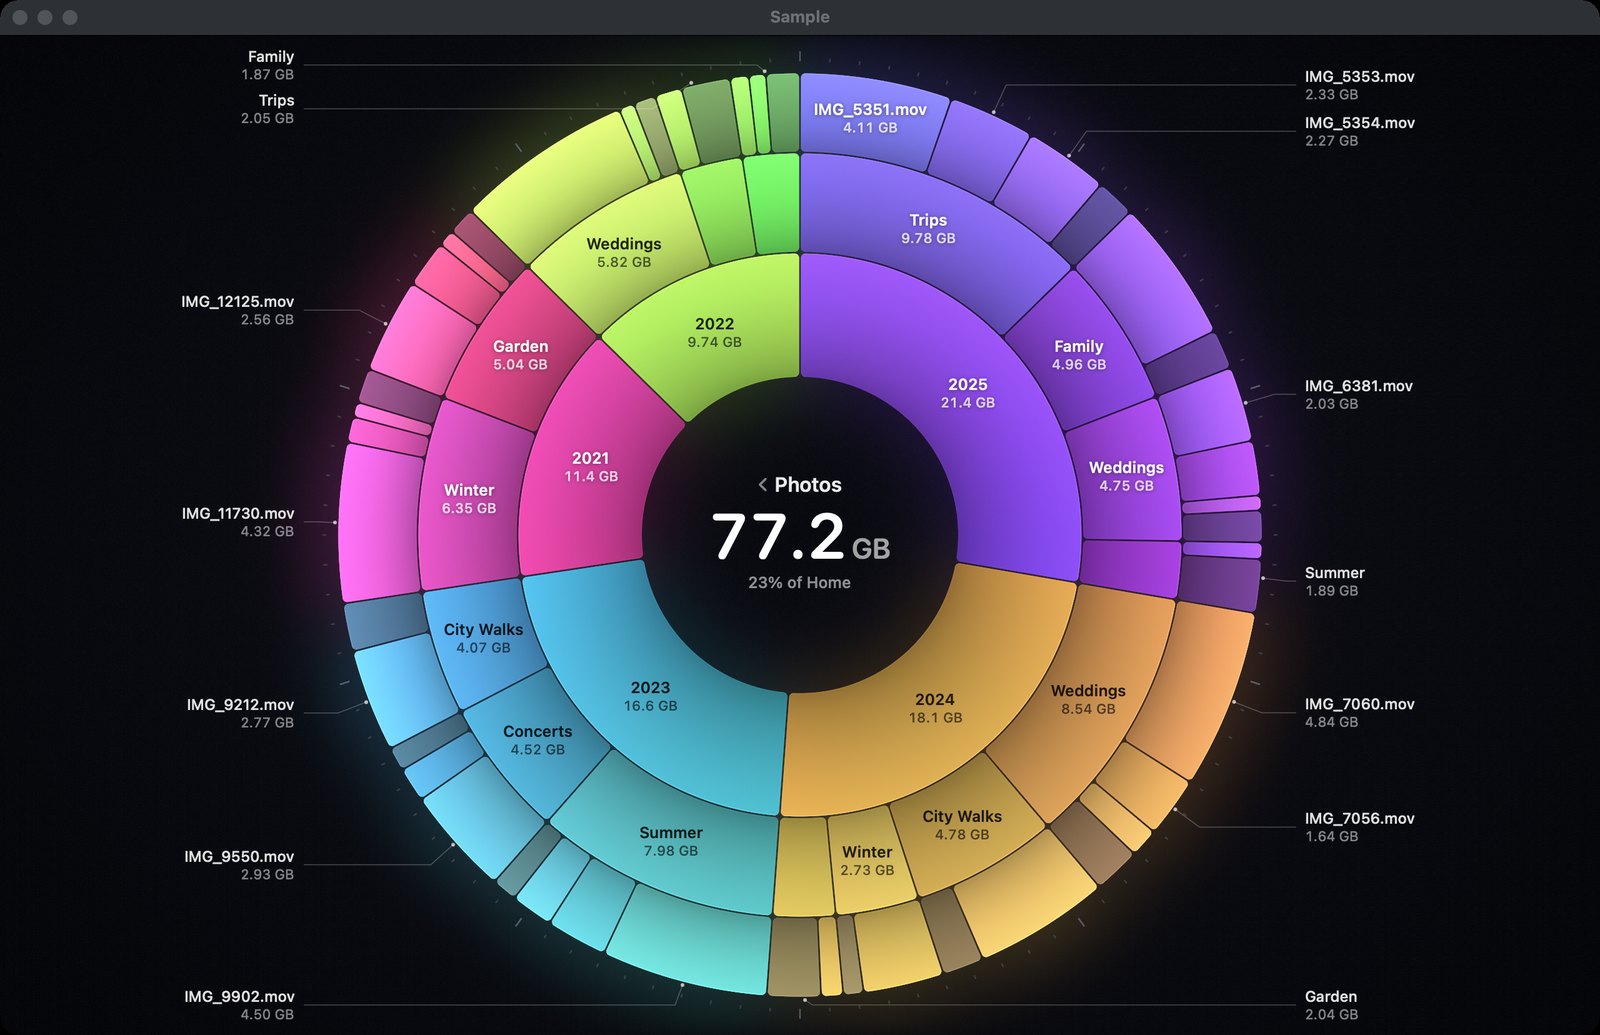 Sample
Family
1.87 GB
Trips
2.05 GB
IMG_5351.mov
4.11 GB
IMG_5353.mov
2.33 GB
IMG_5354.mov
2.27 GB
Trips
9.78 GB
Weddings
5.82 GB
2022
9.74 GB
IMG_12125.mov
2.56 GB
Garden
5.04 GB
Family
4.96 GB
2025
21.4 GB
IMG_6381.mov
2.03 GB
2021
11.4 GB
Weddings
4.75 GB
Winter
6.35 GB
IMG_11730.mov
4.32 GB
Photos
77.2 GB
23% of Home
Summer
1.89 GB
City Walks
4.07 GB
2023
16.6 GB
2024
18.1 GB
Weddings
8.54 GB
IMG_9212.mov
2.77 GB
IMG_7060.mov
4.84 GB
Concerts
4.52 GB
Summer
7.98 GB
City Walks
4.78 GB
IMG_7056.mov
1.64 GB
Winter
2.73 GB
IMG_9550.mov
2.93 GB
IMG_9902.mov
4.50 GB
Garden
2.04 GB